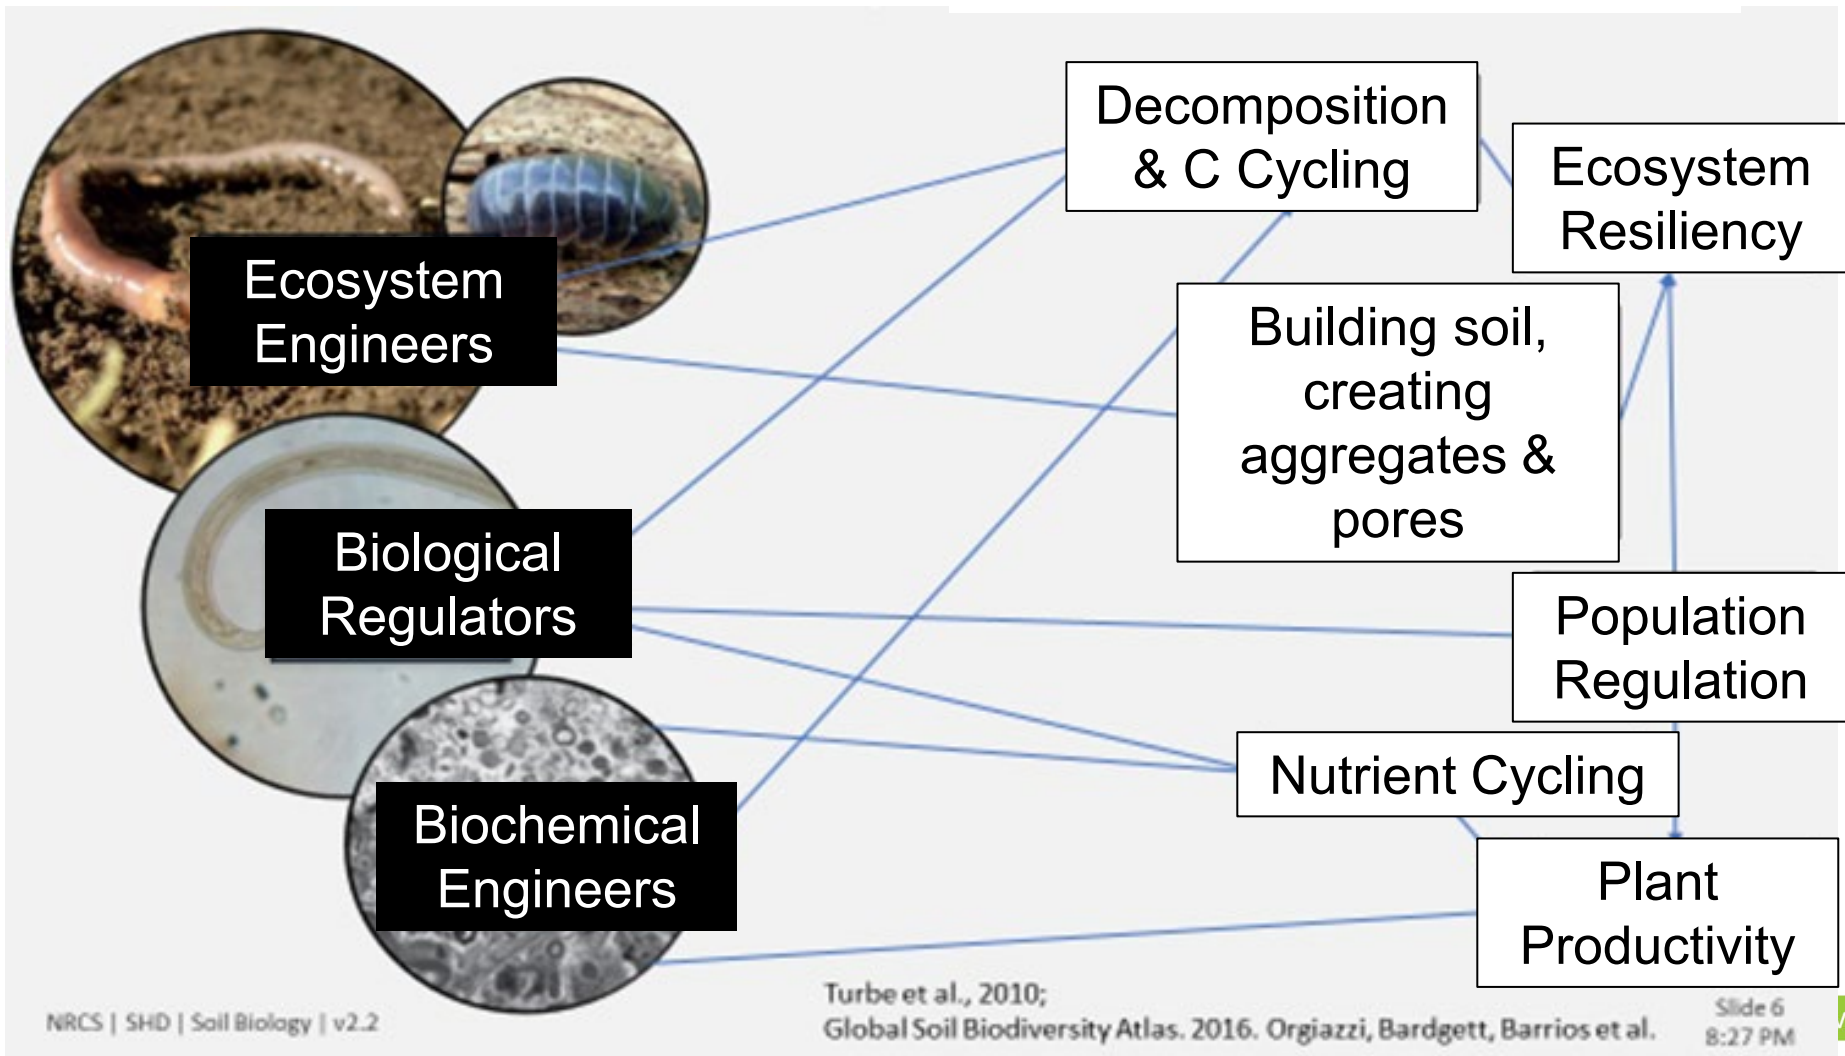 Decomposition
& C Cycling
Ecosystem
Resiliency
Ecosystem
Engineers
Building soil,
creating
aggregates &
pores
Biological
Regulators
Population
Regulation
Nutrient Cycling
Biochemical
Engineers
Plant
Productivity
Turbe et al., 2010;
Global Soil Biodiversity Atlas. 2016. Orgiazzi, Bardgett, Barrios et al.
NRCS | SHD | Soil Biology | v2.2
Slide 6
8:27 PM